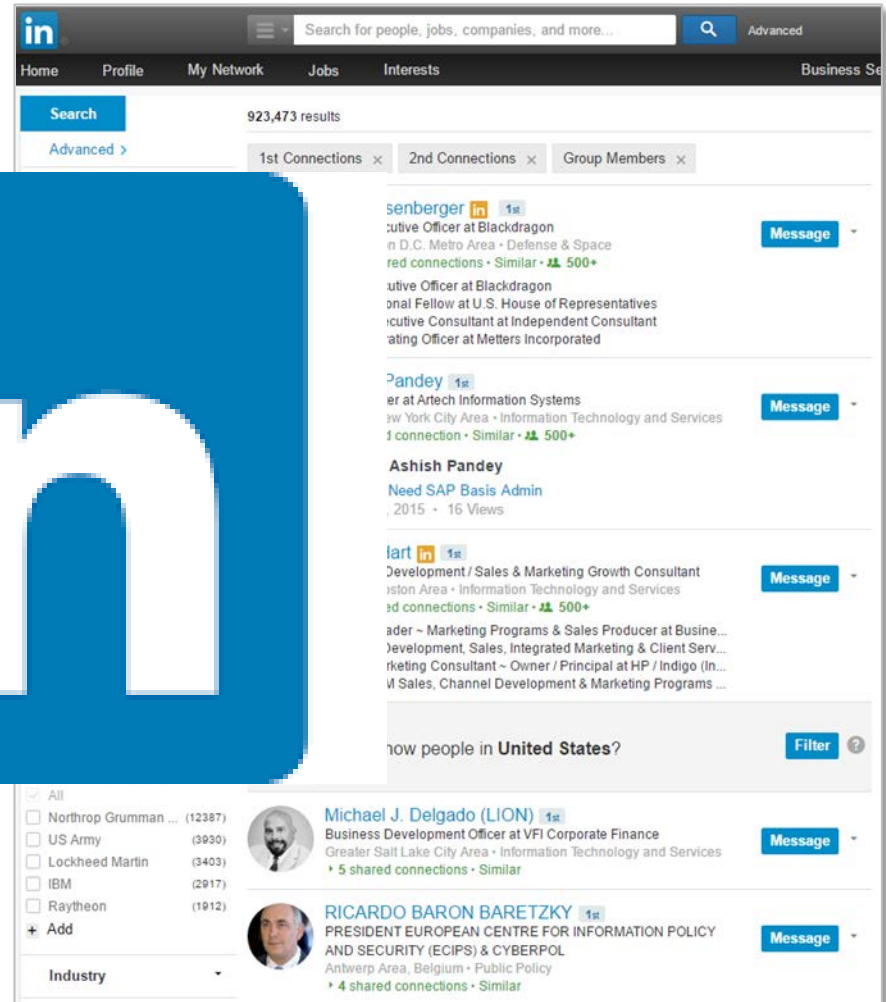 in
Search for people, jobs, companies, and more...
Advanced
Home Profile My Network Jobs Interests Business Se
Search
Advanced >
923,473 results
1st Connections × 2nd Connections × Group Members ×
senberger in 1st
cutive Officer at Blackdragon
n D.C. Metro Area • Defense & Space
red connections • Similar • 500+
Message
utive Officer at Blackdragon
onal Fellow at U.S. House of Representatives
ecutive Consultant at Independent Consultant
rating Officer at Metters Incorporated
Pandey 1st
er at Artech Information Systems
ew York City Area • Information Technology and Services
d connection • Similar • 500+
Message
Ashish Pandey
Need SAP Basis Admin
, 2015 • 16 Views
Hart in 1st
Development / Sales & Marketing Growth Consultant
oston Area • Information Technology and Services
ed connections • Similar • 500+
Message
ader ~ Marketing Programs & Sales Producer at Busine...
Development, Sales, Integrated Marketing & Client Serv...
rketing Consultant ~ Owner / Principal at HP / Indigo (In...
M Sales, Channel Development & Marketing Programs ...
n
now people in United States?
Filter ?
All
Northrop Grumman ... (12387)
US Army (3930)
Lockheed Martin (3403)
IBM (2917)
Raytheon (1912)
+ Add
Industry
Michael J. Delgado (LION) 1st
Business Development Officer at VFI Corporate Finance
Greater Salt Lake City Area • Information Technology and Services
5 shared connections • Similar
Message
RICARDO BARON BARETZKY 1st
PRESIDENT EUROPEAN CENTRE FOR INFORMATION POLICY
AND SECURITY (ECIPS) & CYBERPOL
Antwerp Area, Belgium • Public Policy
4 shared connections • Similar
Message